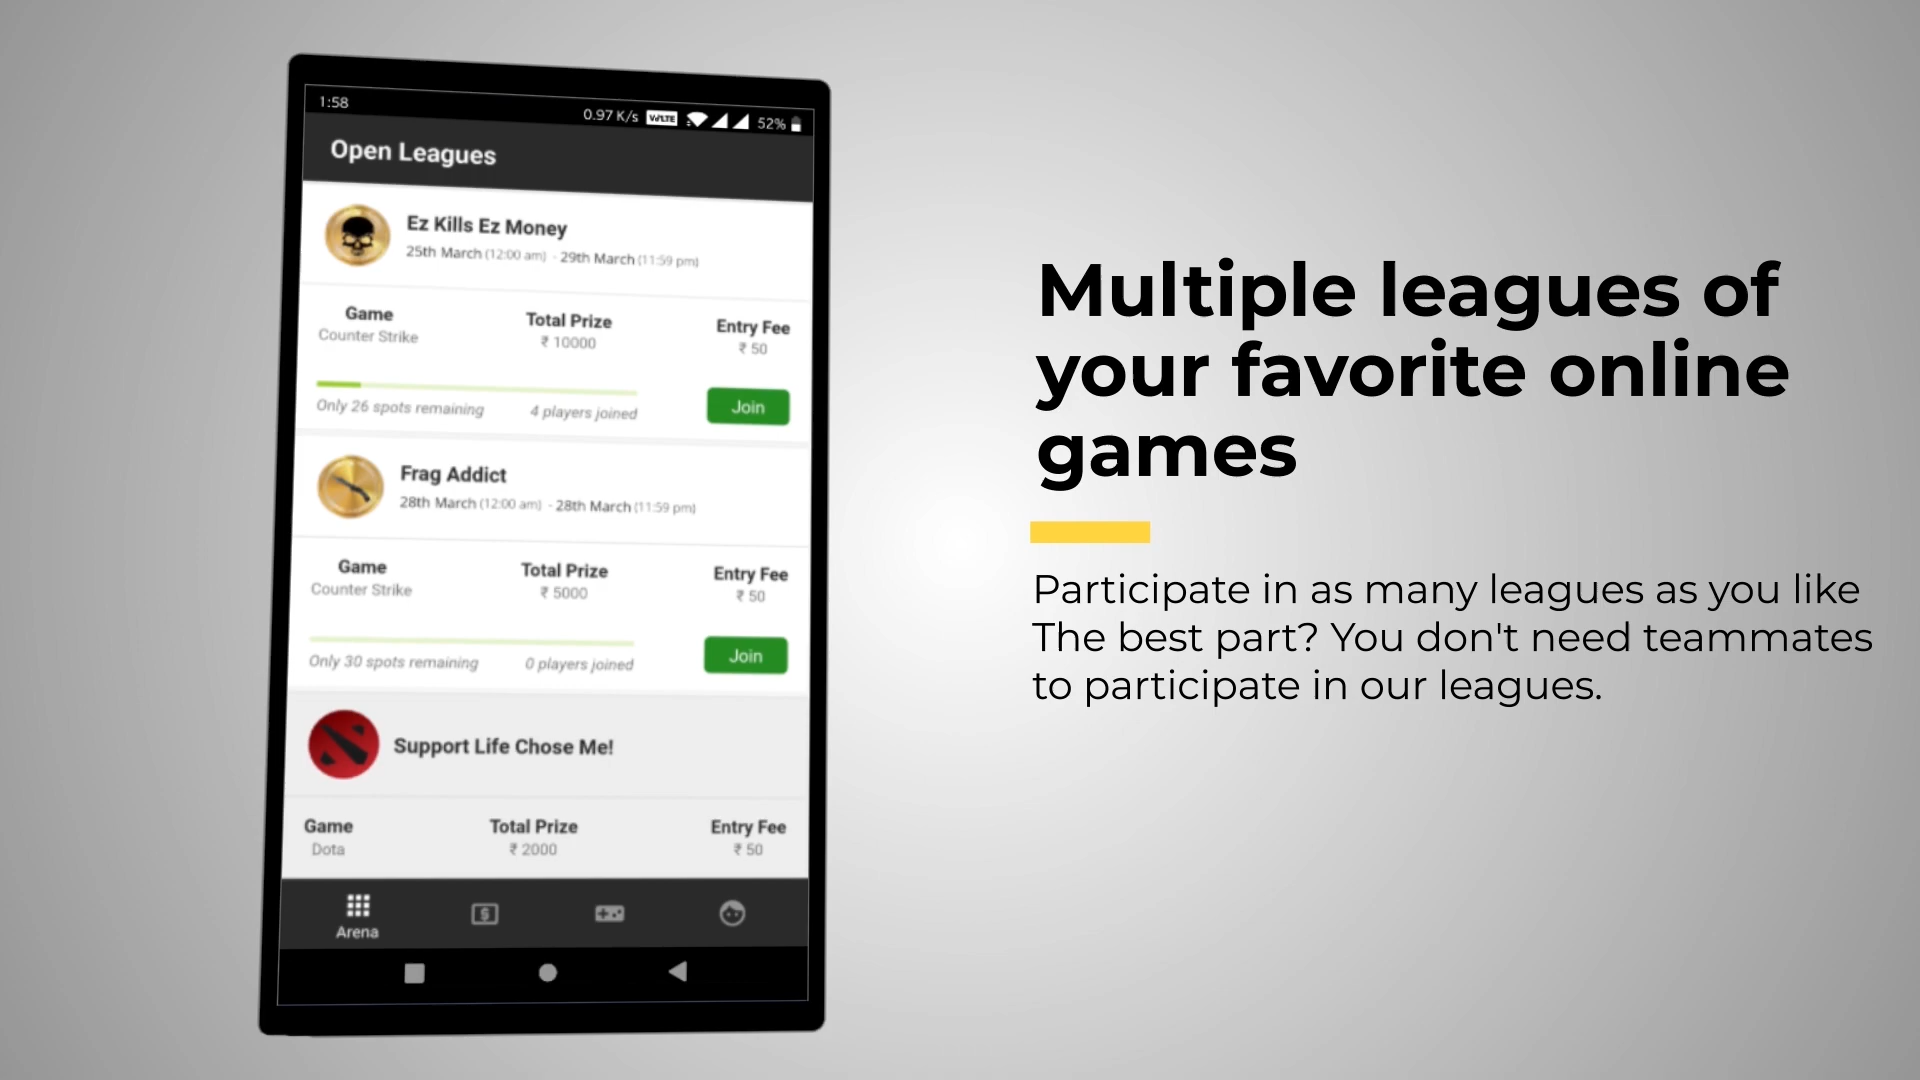 1:58
0.97 K/s VoLTE 52%
Open Leagues
Ez Kills Ez Money
25th March (12:00 am) - 29th March (11:59 pm)
Game Total Prize Entry Fee
Counter Strike ₹ 10000 ₹ 50
Only 26 spots remaining 4 players joined Join
Frag Addict
28th March (12:00 am) - 28th March (11:59 pm)
Game Total Prize Entry Fee
Counter Strike ₹ 5000 ₹ 50
Only 30 spots remaining 0 players joined Join
Support Life Chose Me!
Game Total Prize Entry Fee
Dota ₹ 2000 ₹ 50
Arena
Multiple leagues of
your favorite online
games
Participate in as many leagues as you like
The best part? You don't need teammates
to participate in our leagues.